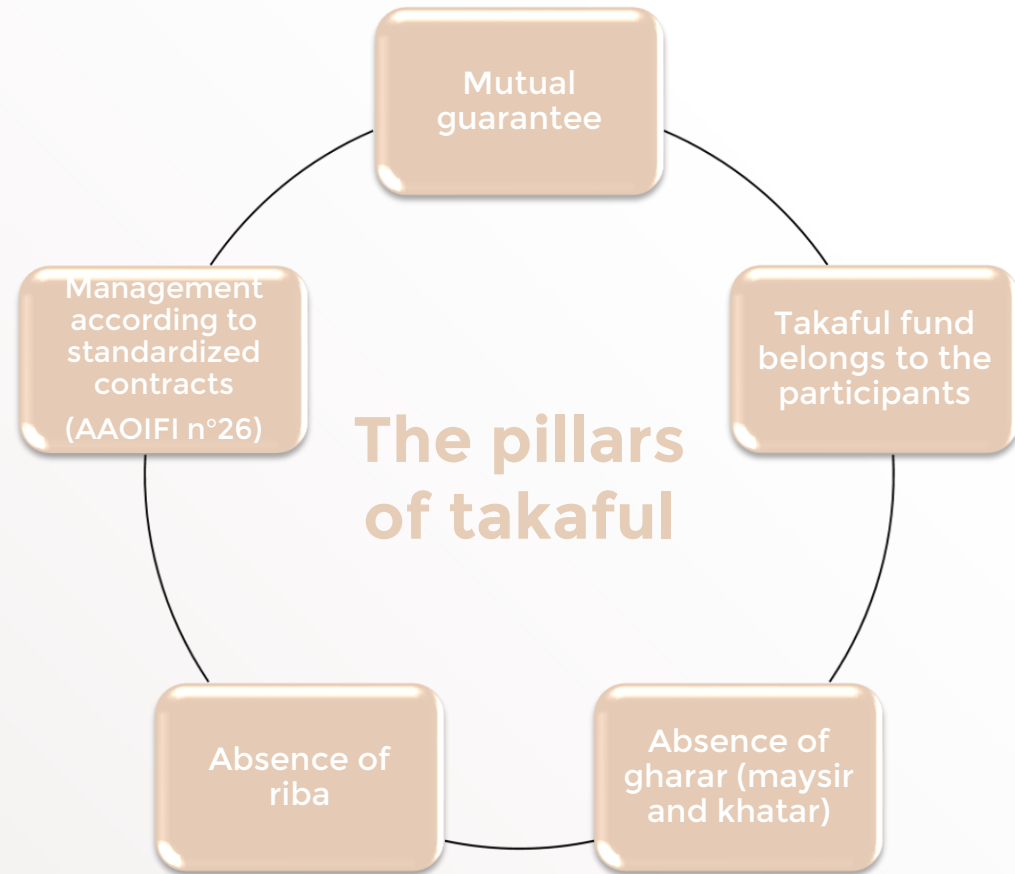 Mutual
guarantee
Management
according to
standardized
contracts
(AAOIFI n°26)
Takaful fund
belongs to the
participants
The pillars
of takaful
Absence of
riba
Absence of
gharar (maysir
and khatar)